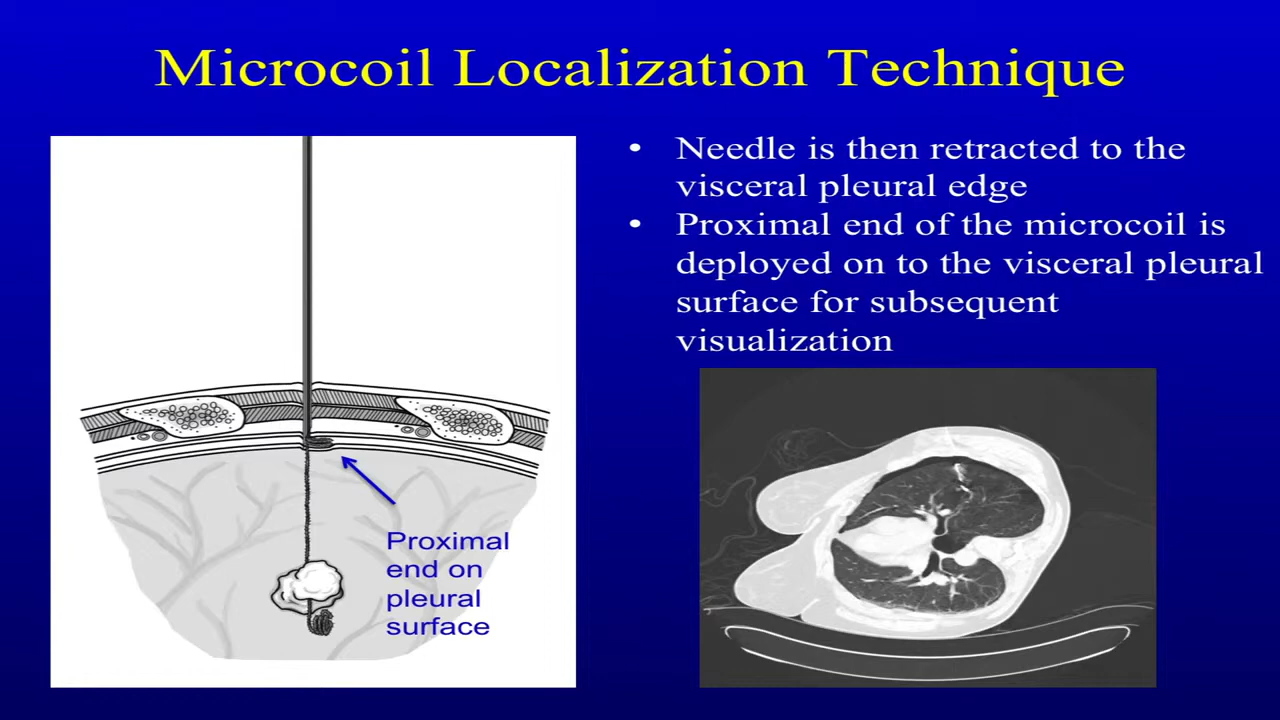 Microcoil Localization Technique
• Needle is then retracted to the
visceral pleural edge
• Proximal end of the microcoil is
deployed on to the visceral pleural
surface for subsequent
visualization
Proximal
end on
pleural
surface